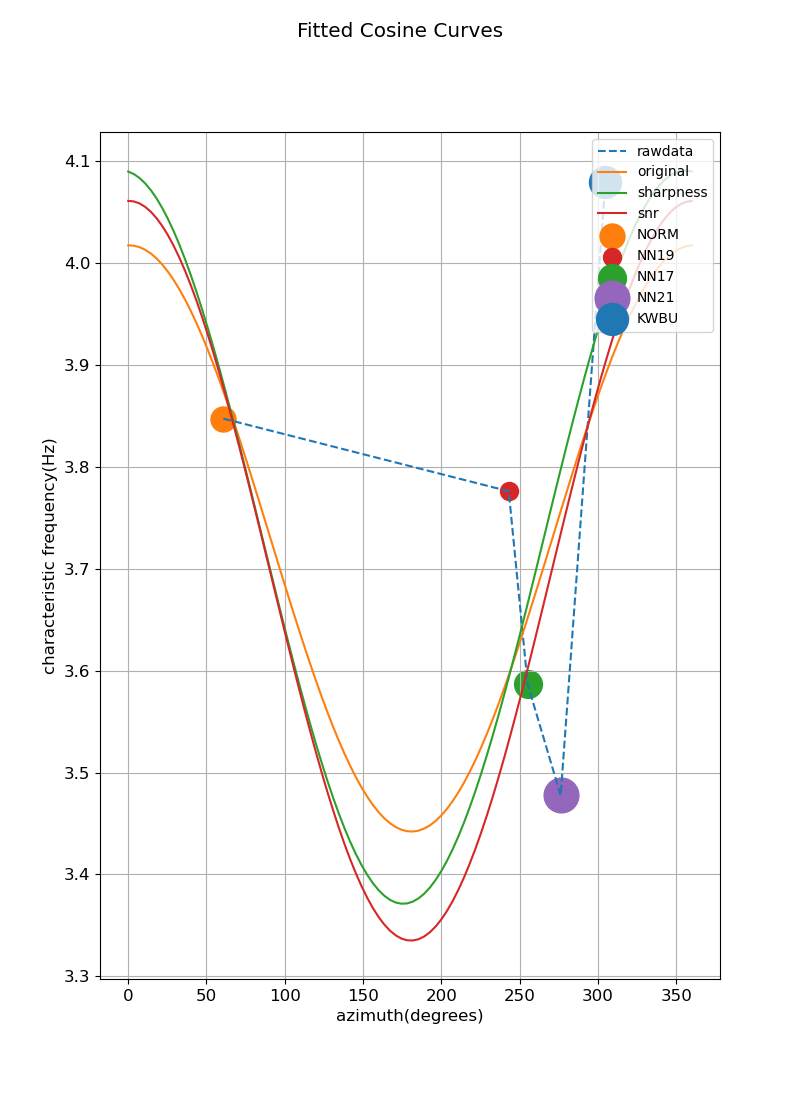 Fitted Cosine Curves
4.1
4.0
3.9
3.8
3.7
3.6
3.5
3.4
3.3
characteristic frequency(Hz)
rawdata
original
sharpness
snr
NORM
NN19
NN17
NN21
KWBU
0 50 100 150 200 250 300 350
azimuth(degrees)